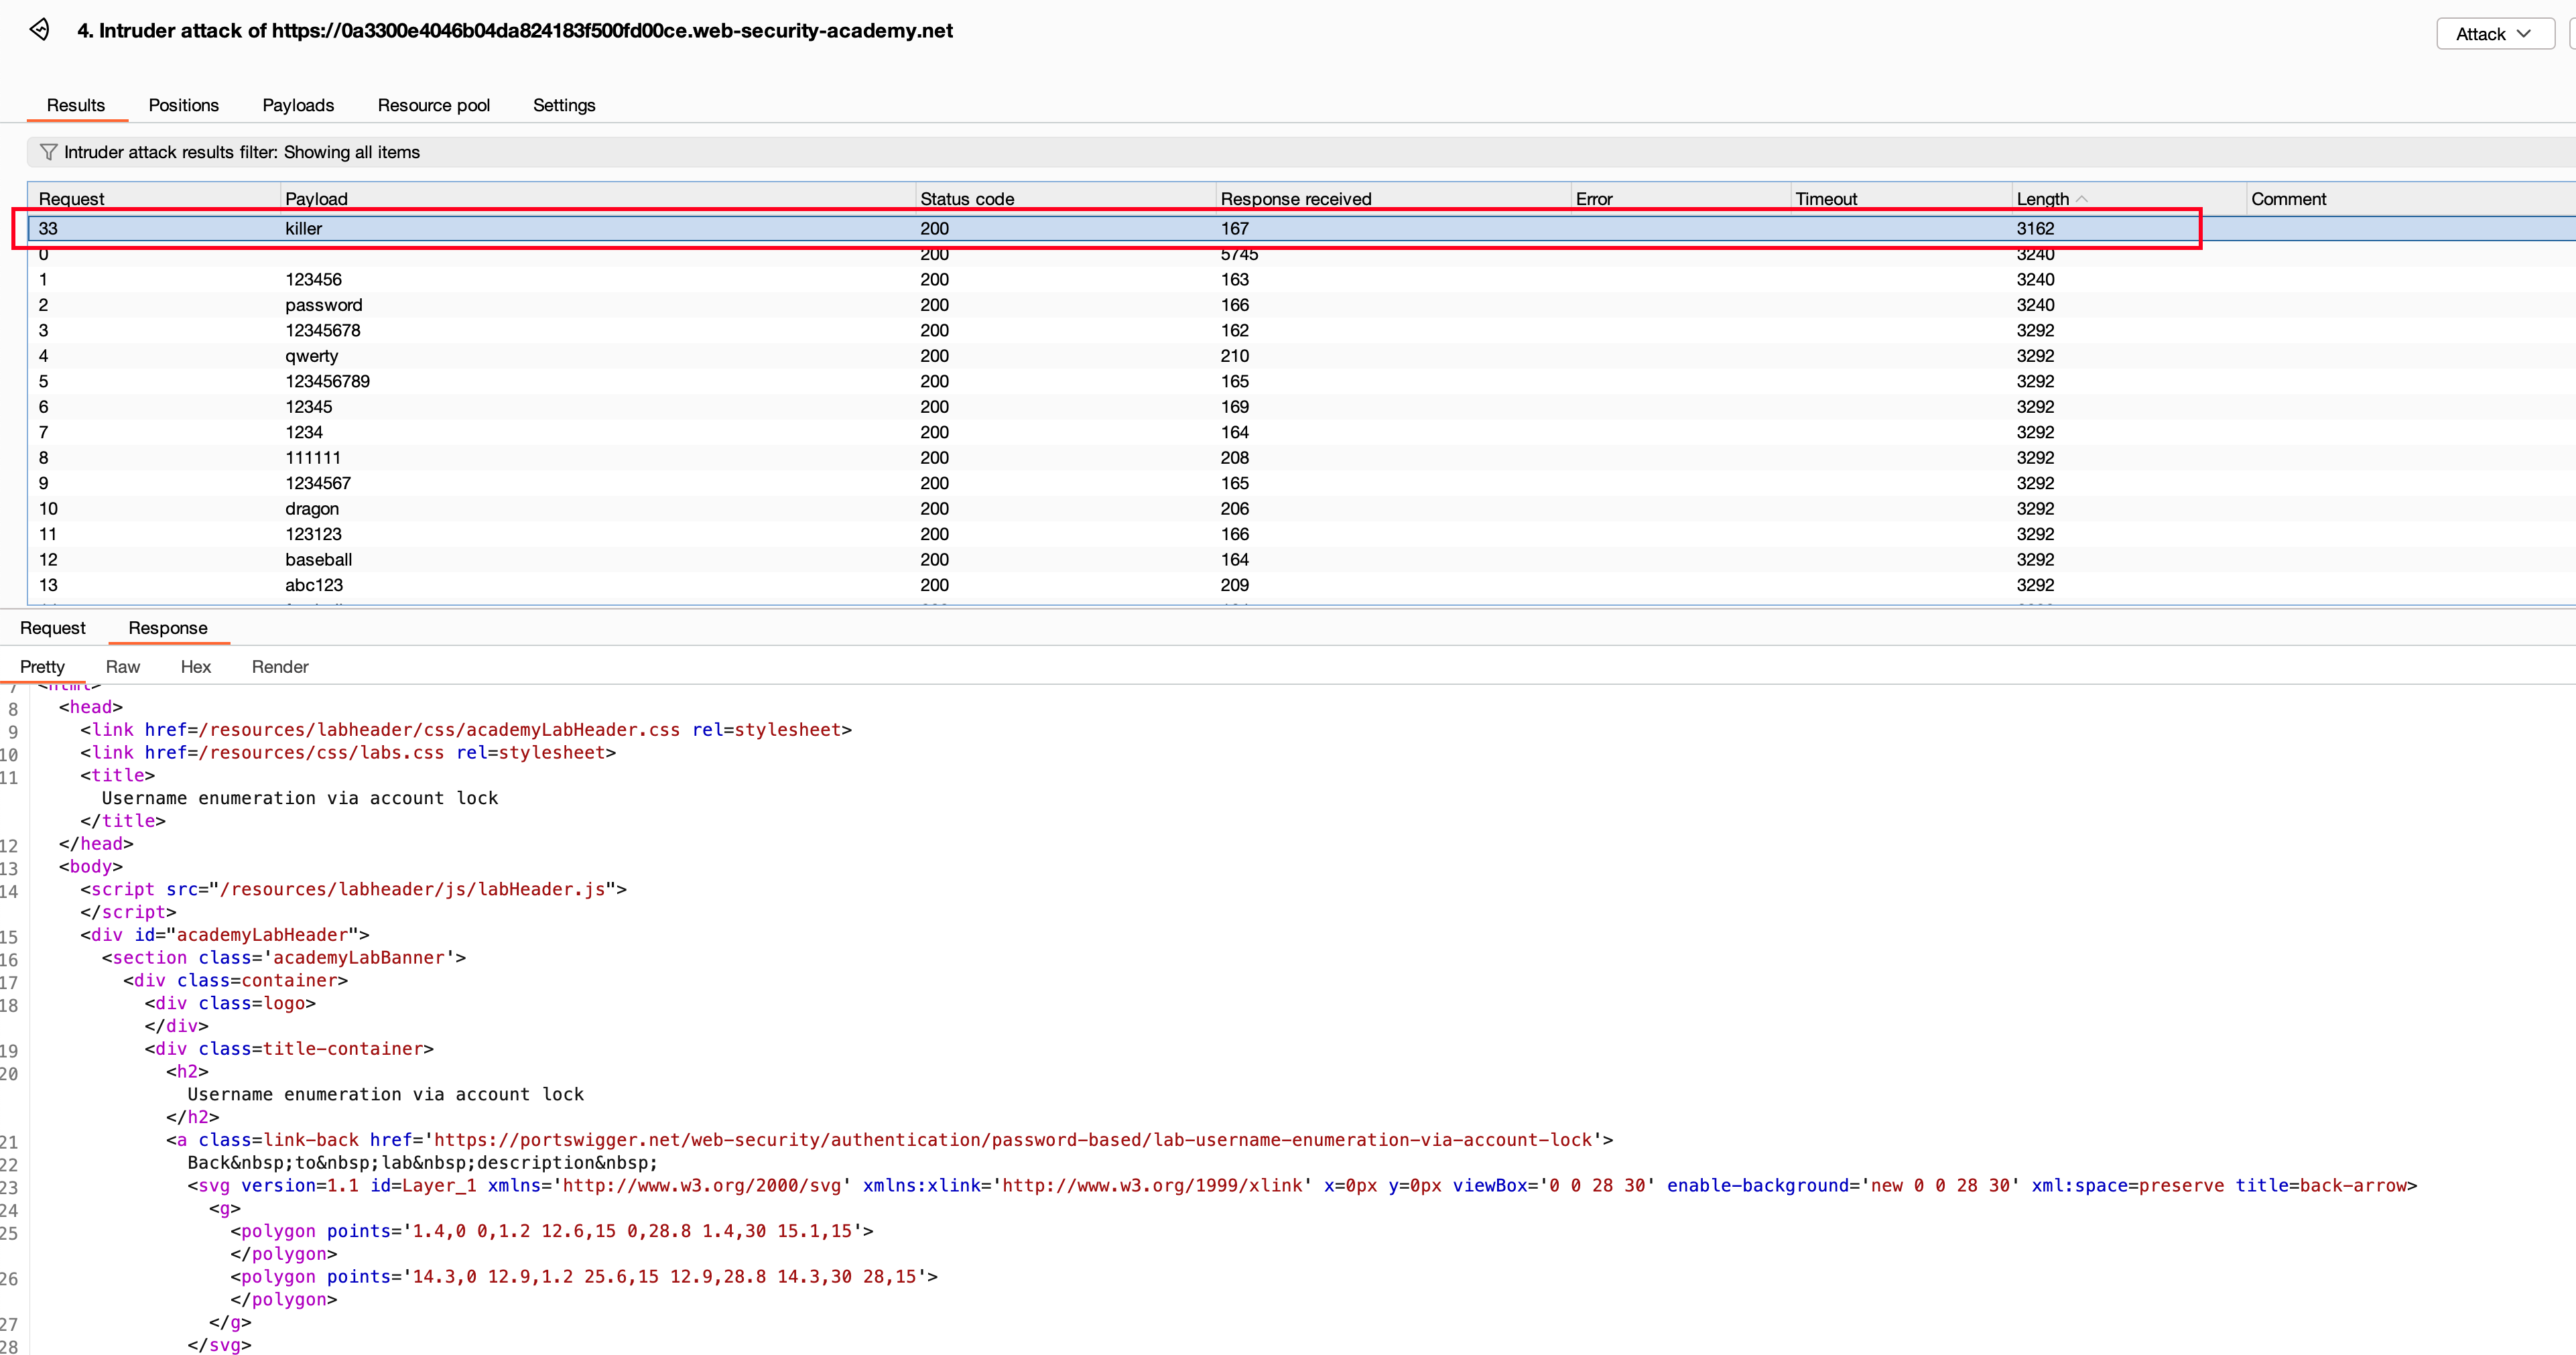 4. Intruder attack of https://0a3300e4046b04da824183f500fd00ce.web-security-academy.net
Attack
Results Positions Payloads Resource pool Settings
Intruder attack results filter: Showing all items
Request Payload Status code Response received Error Timeout Length Comment
33 killer 200 167 3162
0 200 5745 3240
1 123456 200 163 3240
2 password 200 166 3240
3 12345678 200 162 3292
4 qwerty 200 210 3292
5 123456789 200 165 3292
6 12345 200 169 3292
7 1234 200 164 3292
8 111111 200 208 3292
9 1234567 200 165 3292
10 dragon 200 206 3292
11 123123 200 166 3292
12 baseball 200 164 3292
13 abc123 200 209 3292
Request Response
Pretty Raw Hex Render
7 <html>
8 <head>
9 <link href=/resources/labheader/css/academyLabHeader.css rel=stylesheet>
10 <link href=/resources/css/labs.css rel=stylesheet>
11 <title>
Username enumeration via account lock
</title>
12 </head>
13 <body>
14 <script src="/resources/labheader/js/labHeader.js">
</script>
15 <div id="academyLabHeader">
16 <section class='academyLabBanner'>
17 <div class=container>
18 <div class=logo>
</div>
19 <div class=title-container>
20 <h2>
Username enumeration via account lock
</h2>
21 <a class=link-back href='https://portswigger.net/web-security/authentication/password-based/lab-username-enumeration-via-account-lock'>
22 Back&nbsp;to&nbsp;lab&nbsp;description&nbsp;
23 <svg version=1.1 id=Layer_1 xmlns='http://www.w3.org/2000/svg' xmlns:xlink='http://www.w3.org/1999/xlink' x=0px y=0px viewBox='0 0 28 30' enable-background='new 0 0 28 30' xml:space=preserve title=back-arrow>
24 <g>
25 <polygon points='1.4,0 0,1.2 12.6,15 0,28.8 1.4,30 15.1,15'>
</polygon>
26 <polygon points='14.3,0 12.9,1.2 25.6,15 12.9,28.8 14.3,30 28,15'>
</polygon>
27 </g>
28 </svg>